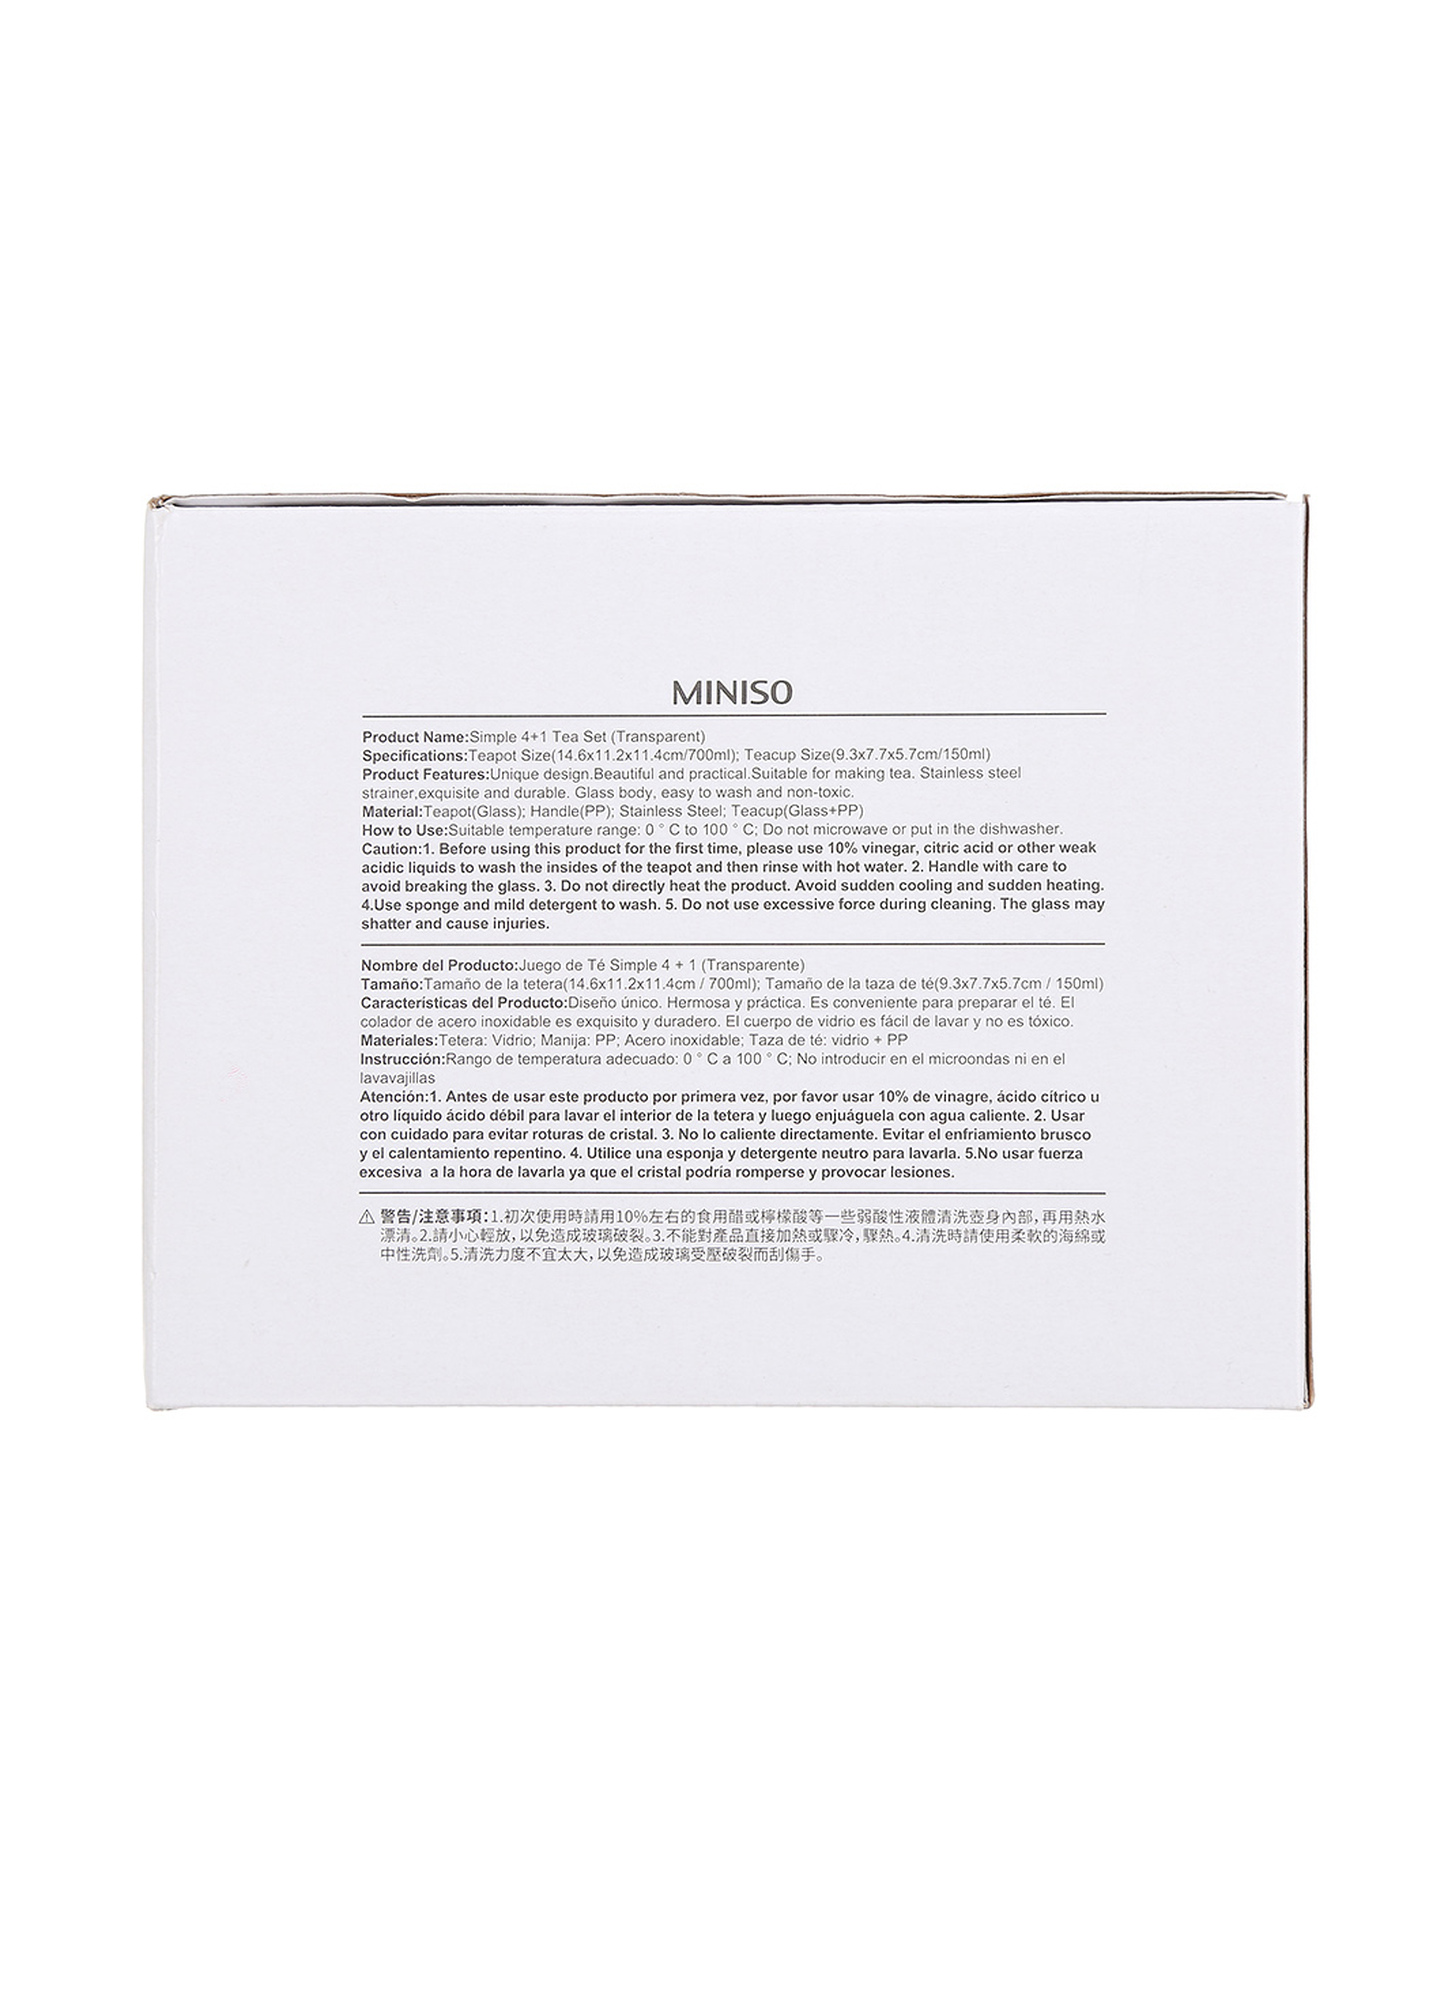 MINISO
Product Name:Simple 4+1 Tea Set (Transparent)
Specifications:Teapot Size(14.6x11.2x11.4cm/700ml); Teacup Size(9.3x7.7x5.7cm/150ml)
Product Features:Unique design.Beautiful and practical.Suitable for making tea. Stainless steel
strainer,exquisite and durable. Glass body, easy to wash and non-toxic.
Material:Teapot(Glass); Handle(PP); Stainless Steel; Teacup(Glass+PP)
How to Use:Suitable temperature range: 0 ° C to 100 ° C; Do not microwave or put in the dishwasher.
Caution:1. Before using this product for the first time, please use 10% vinegar, citric acid or other weak
acidic liquids to wash the insides of the teapot and then rinse with hot water. 2. Handle with care to
avoid breaking the glass. 3. Do not directly heat the product. Avoid sudden cooling and sudden heating.
4.Use sponge and mild detergent to wash. 5. Do not use excessive force during cleaning. The glass may
shatter and cause injuries.
Nombre del Producto:Juego de Té Simple 4 + 1 (Transparente)
Tamaño:Tamaño de la tetera(14.6x11.2x11.4cm / 700ml); Tamaño de la taza de té(9.3x7.7x5.7cm / 150ml)
Características del Producto:Diseño único. Hermosa y práctica. Es conveniente para preparar el té. El
colador de acero inoxidable es exquisito y duradero. El cuerpo de vidrio es fácil de lavar y no es tóxico.
Materiales:Tetera: Vidrio; Manija: PP; Acero inoxidable; Taza de té: vidrio + PP
Instrucción:Rango de temperatura adecuado: 0 ° C a 100 ° C; No introducir en el microondas ni en el
lavavajillas
Atención:1. Antes de usar este producto por primera vez, por favor usar 10% de vinagre, ácido cítrico u
otro líquido ácido débil para lavar el interior de la tetera y luego enjuáguela con agua caliente. 2. Usar
con cuidado para evitar roturas de cristal. 3. No lo caliente directamente. Evitar el enfriamiento brusco
y el calentamiento repentino. 4. Utilice una esponja y detergente neutro para lavarla. 5.No usar fuerza
excesiva a la hora de lavarla ya que el cristal podría romperse y provocar lesiones.
⚠ 警告/注意事項:1.初次使用時請用10%左右的食用醋或檸檬酸等一些弱酸性液體清洗壺身內部,再用熱水
漂清。2.請小心輕放,以免造成玻璃破裂。3.不能對產品直接加熱或驟冷,驟熱。4.清洗時請使用柔軟的海綿或
中性洗劑。5.清洗力度不宜太大,以免造成玻璃受壓破裂而刮傷手。